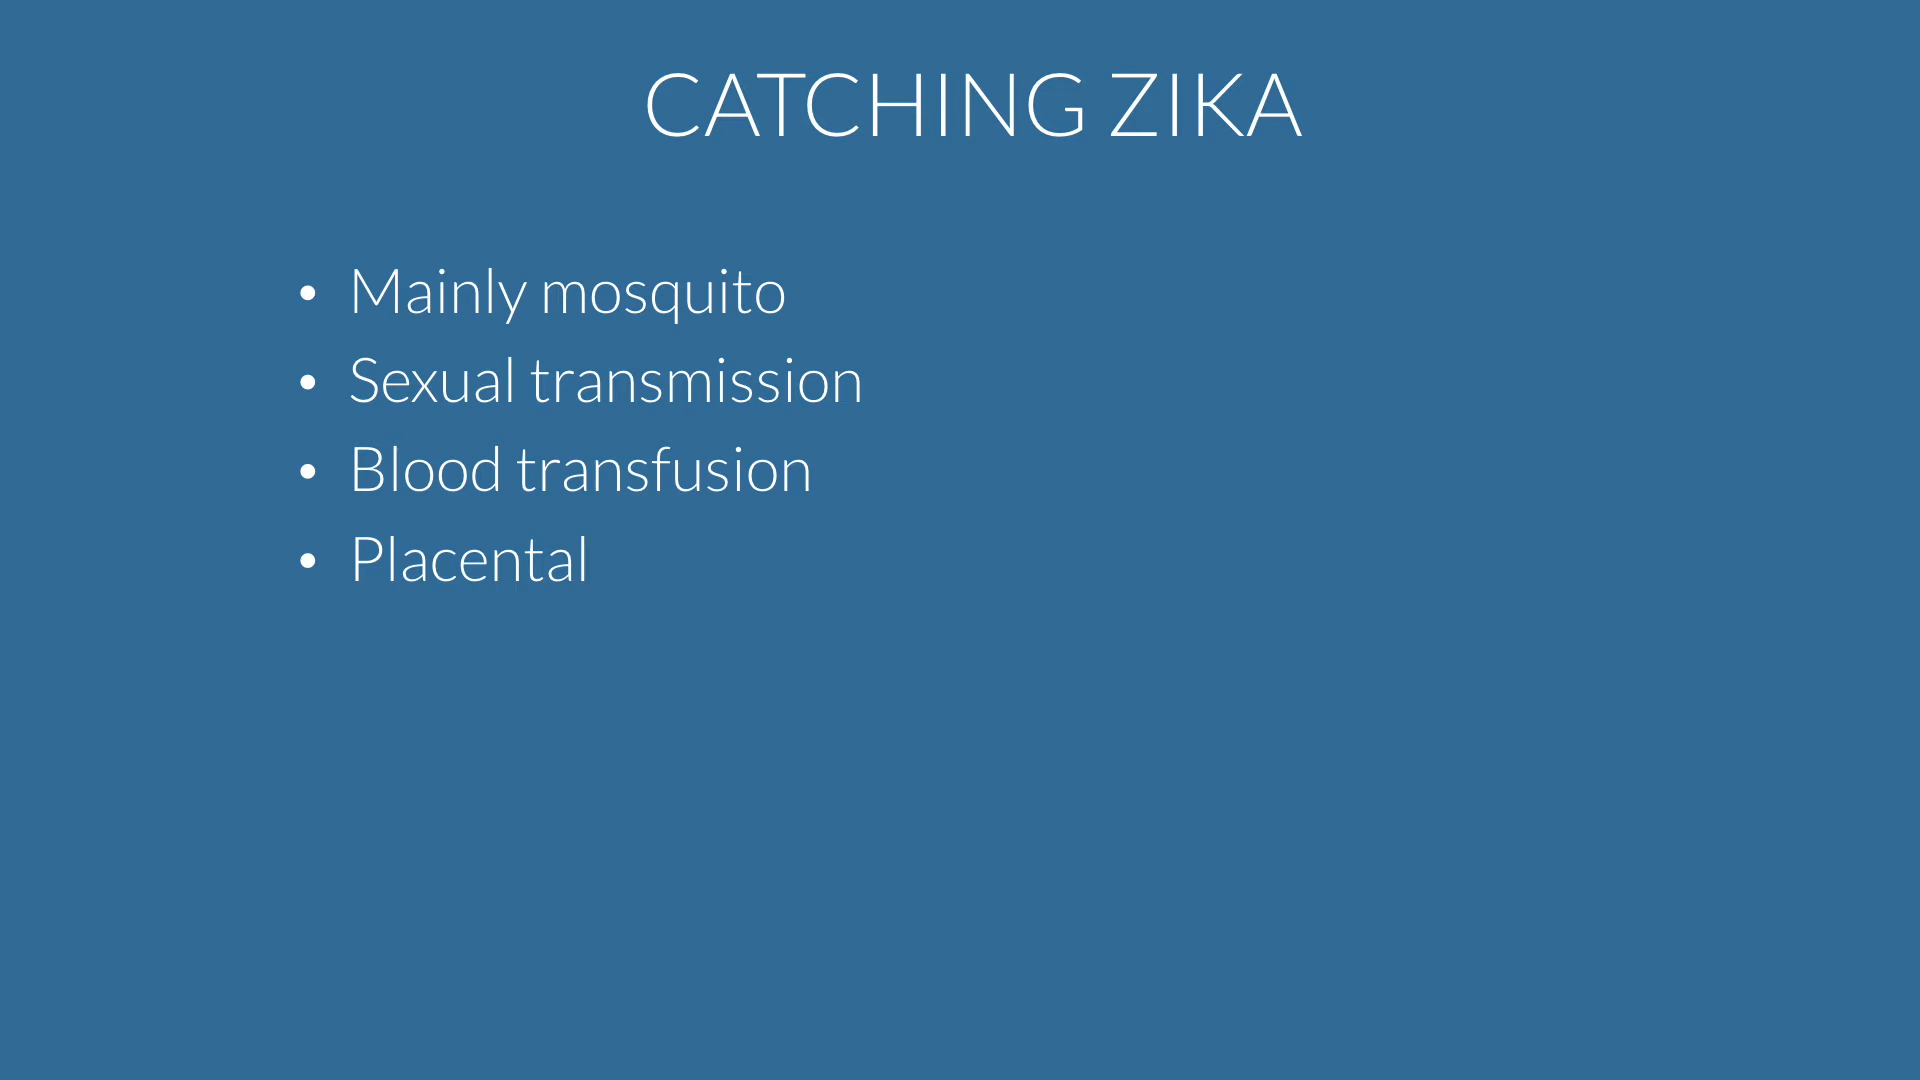 CATCHING ZIKA
• Mainly mosquito
• Sexual transmission
• Blood transfusion
• Placental